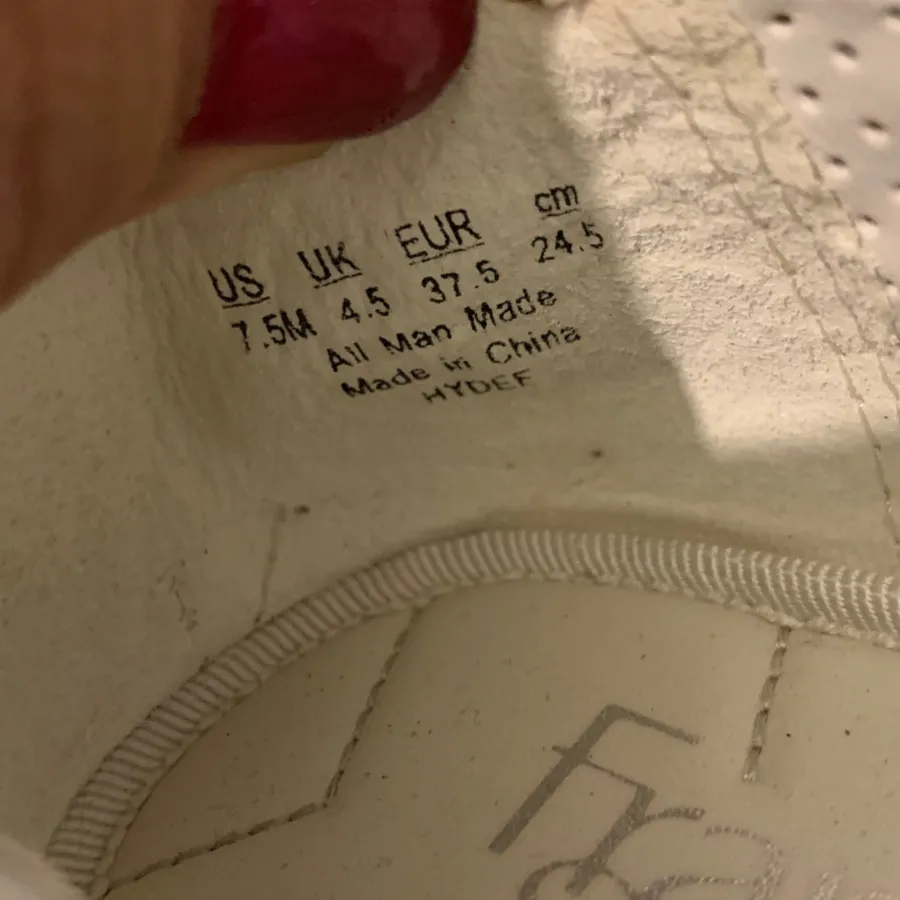 US UK EUR cm
7.5M 4.5 37.5 24.5
All Man Made
Made in China
HYDEF